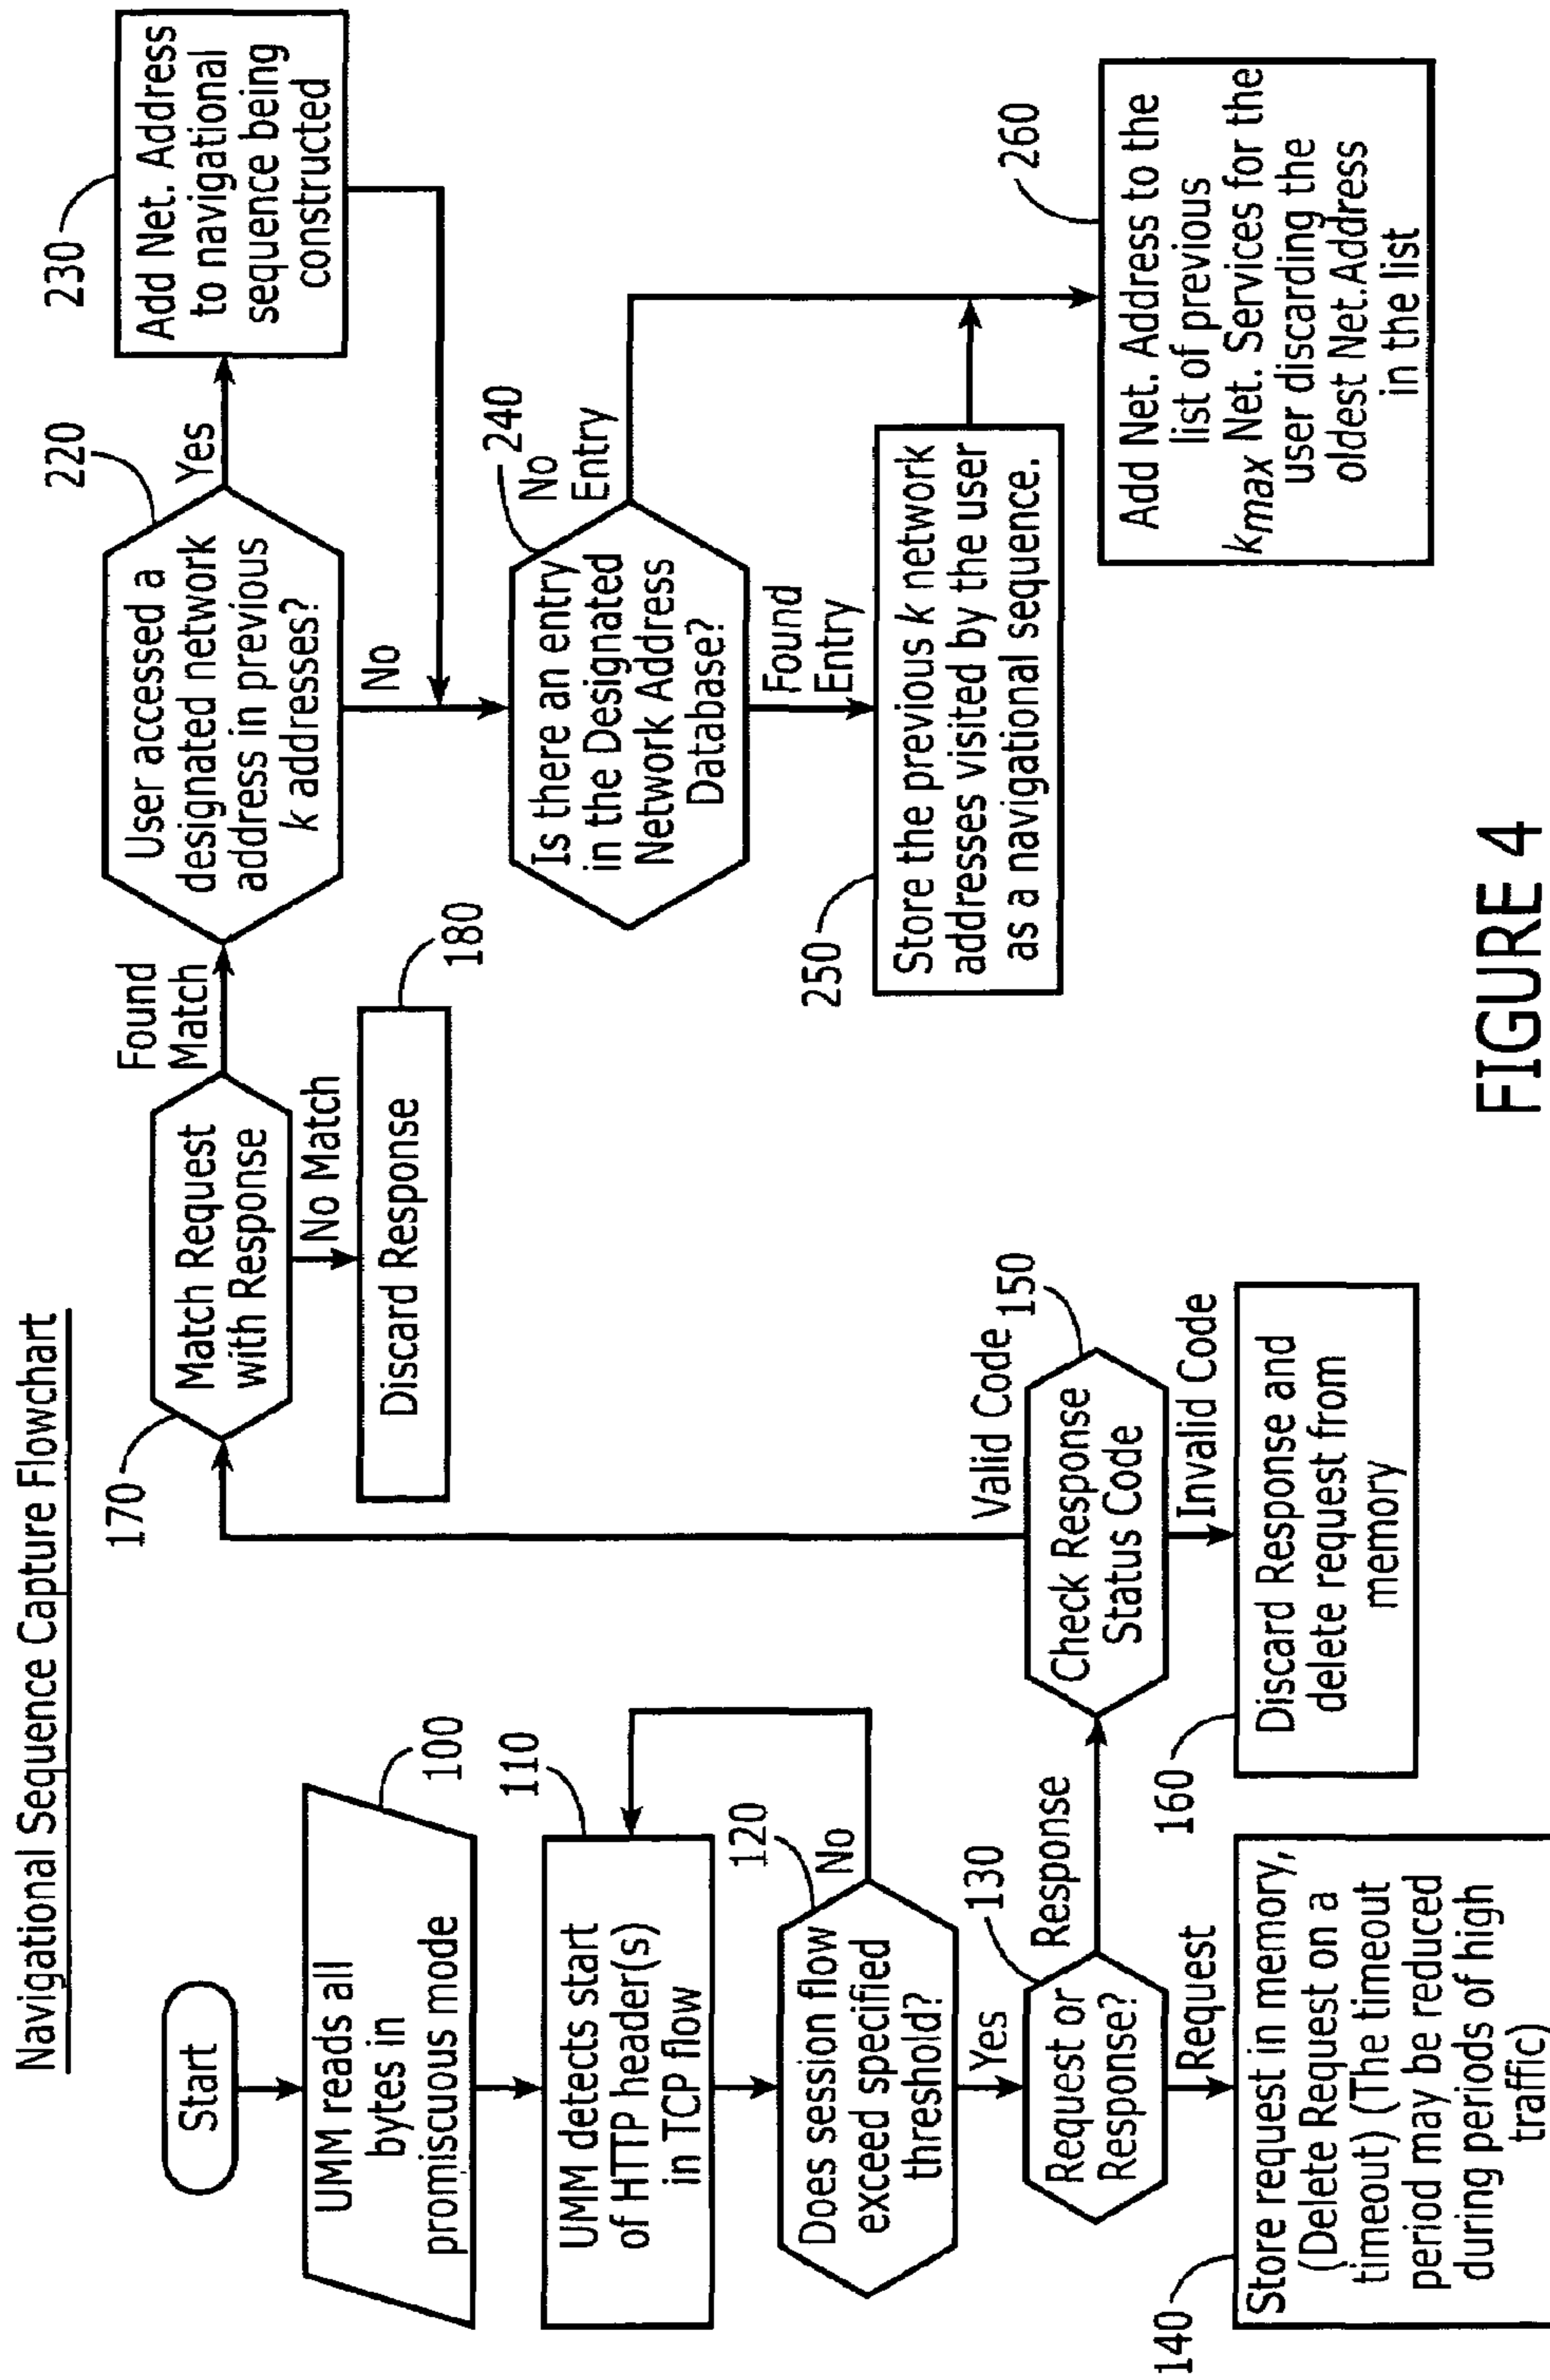 Navigational Sequence Capture Flowchart
Start
UMM reads all
bytes in
promiscuous mode
100
UMM detects start
of HTTP header(s)
in TCP flow
110
Does session flow
exceed specified
threshold?
120
No
Yes
Request or
Response?
130
Response
Request
140
Store request in memory,
(Delete Request on a
timeout) (The timeout
period may be reduced
during periods of high
traffic)
Check Response
Status Code
150
Valid Code
Invalid Code
160
Discard Response and
delete request from
memory
170
Match Request
with Response
Found
Match
No Match
Discard Response
180
User accessed a
designated network
address in previous
k addresses?
220
Yes
No
230
Add Net. Address
to navigational
sequence being
constructed
Is there an entry
in the Designated
Network Address
Database?
240
No
Entry
Found
Entry
250
Store the previous k network
addresses visited by the user
as a navigational sequence.
260
Add Net. Address to the
list of previous
kmax Net. Services for the
user discarding the
oldest Net.Address
in the list
FIGURE 4